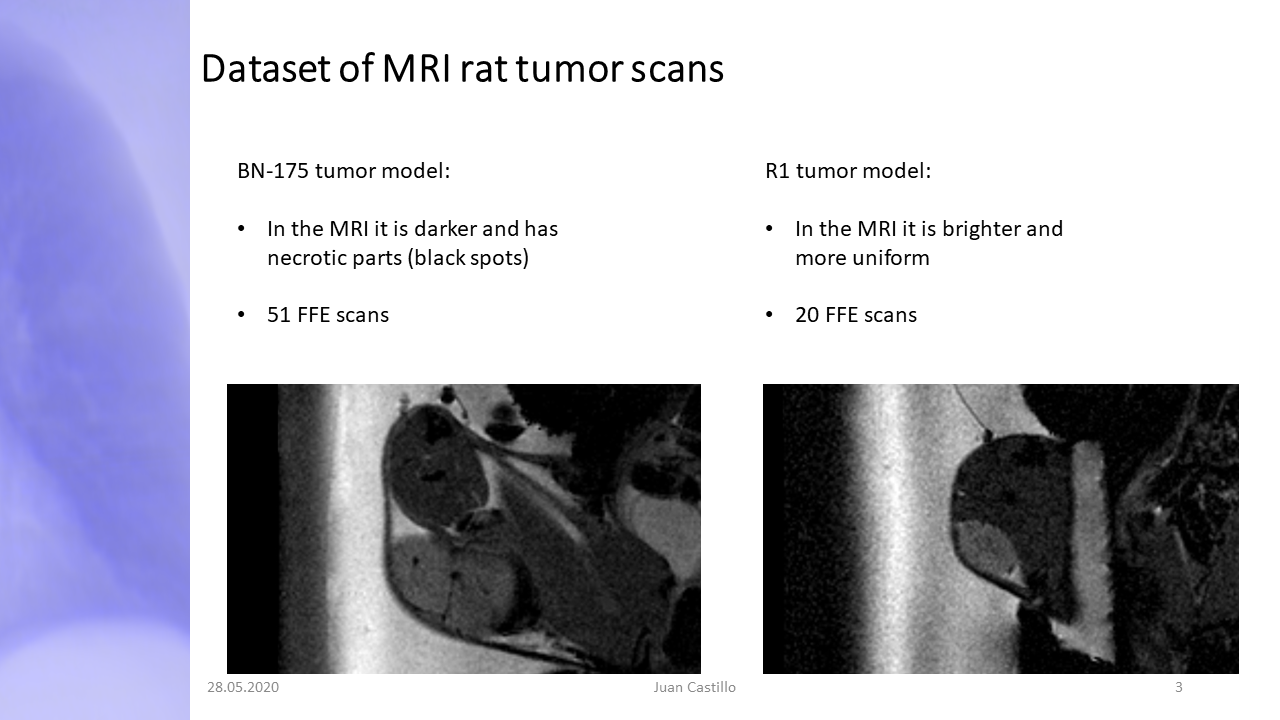 Dataset of MRI rat tumor scans
BN-175 tumor model:
• In the MRI it is darker and has
necrotic parts (black spots)
• 51 FFE scans
R1 tumor model:
• In the MRI it is brighter and
more uniform
• 20 FFE scans
28.05.2020
Juan Castillo
3